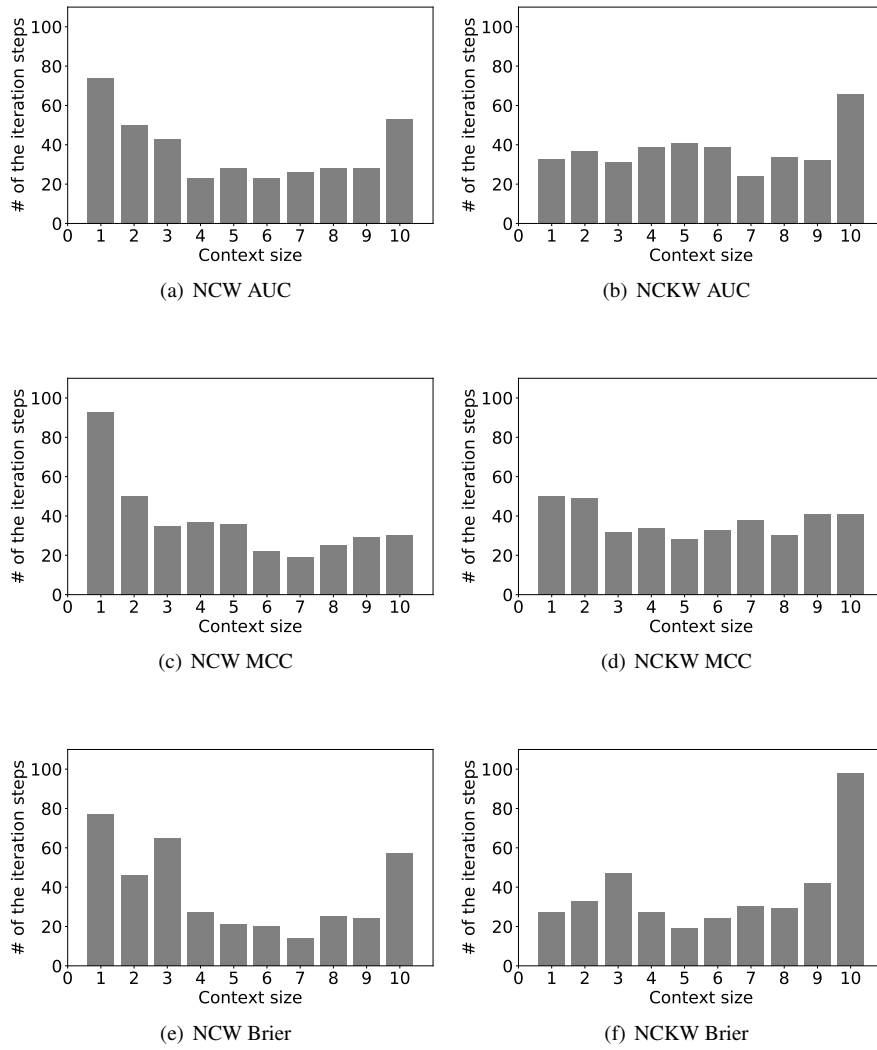 100
80
60
40
20
0
# of the iteration steps
0 1 2 3 4 5 6 7 8 9 10
Context size
(a) NCW AUC
100
80
60
40
20
0
# of the iteration steps
0 1 2 3 4 5 6 7 8 9 10
Context size
(b) NCKW AUC
100
80
60
40
20
0
# of the iteration steps
0 1 2 3 4 5 6 7 8 9 10
Context size
(c) NCW MCC
100
80
60
40
20
0
# of the iteration steps
0 1 2 3 4 5 6 7 8 9 10
Context size
(d) NCKW MCC
100
80
60
40
20
0
# of the iteration steps
0 1 2 3 4 5 6 7 8 9 10
Context size
(e) NCW Brier
100
80
60
40
20
0
# of the iteration steps
0 1 2 3 4 5 6 7 8 9 10
Context size
(f) NCKW Brier